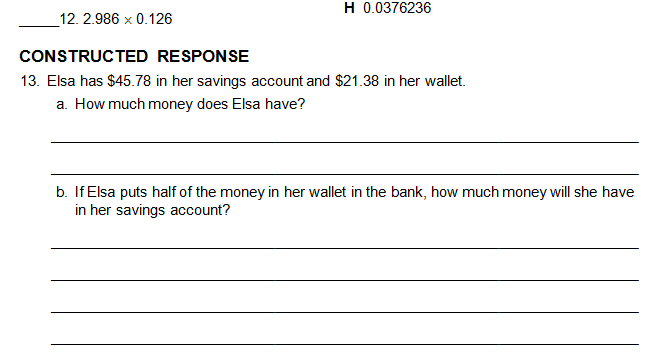 H 0.0376236
_____12. 2.986 × 0.126
CONSTRUCTED RESPONSE
13. Elsa has $45.78 in her savings account and $21.38 in her wallet.
a. How much money does Elsa have?
b. If Elsa puts half of the money in her wallet in the bank, how much money will she have
in her savings account?